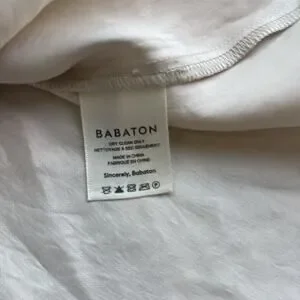 BABATON
DRY CLEAN ONLY
NETTOYAGE À SEC SEULEMENT
MADE IN CHINA
FABRIQUÉ EN CHINE
Sincerely, Babaton